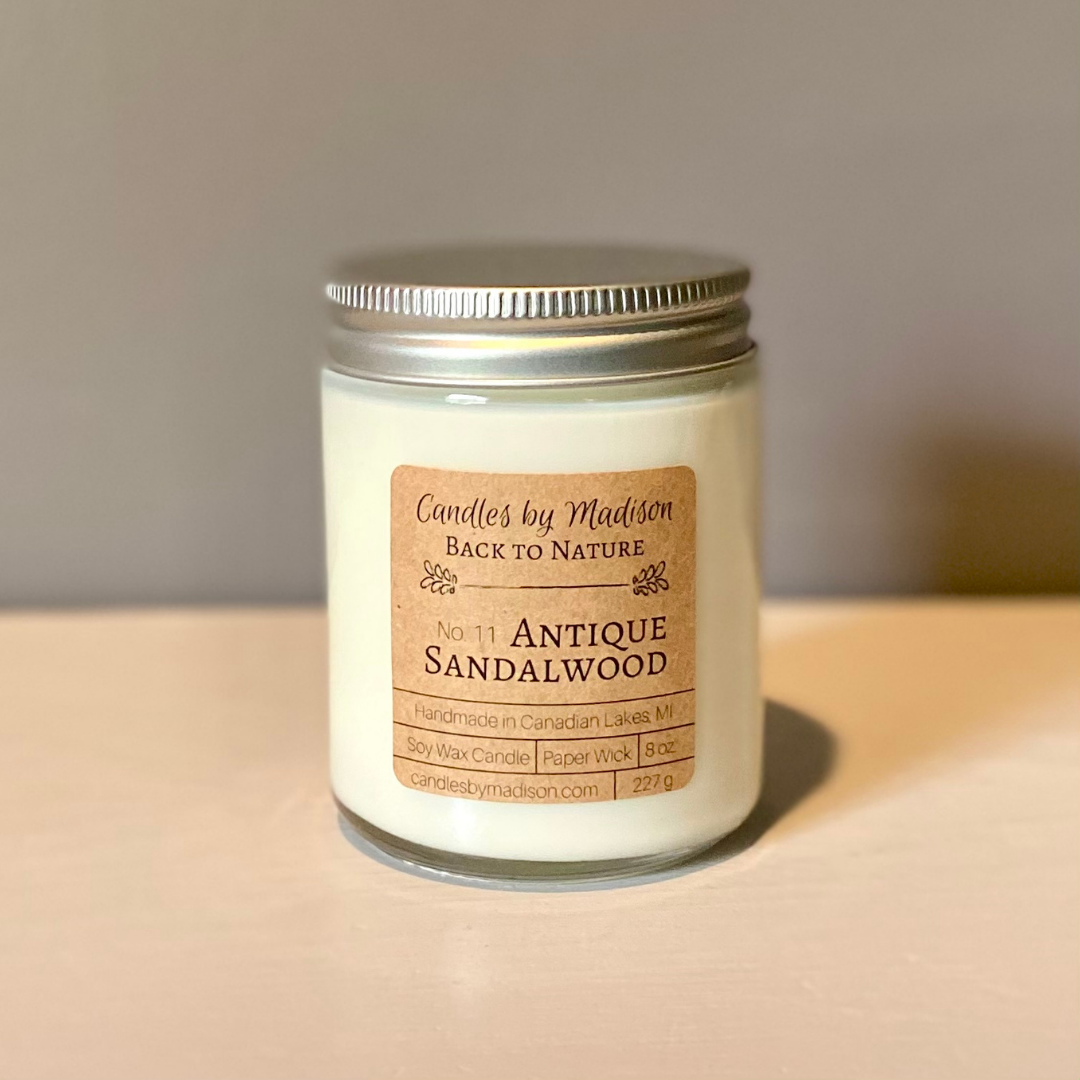 Candles by Madison
Back to Nature
No. 11 Antique
Sandalwood
Handmade in Canadian Lakes, MI
Soy Wax Candle Paper Wick 8 oz
candlesbymadison.com 227 g